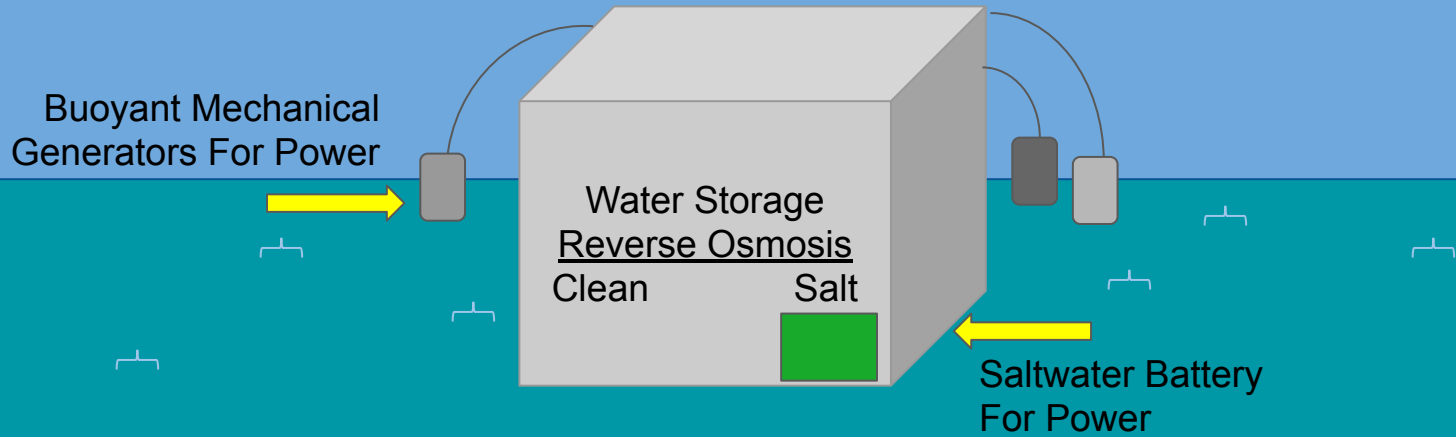 Buoyant Mechanical
Generators For Power
Water Storage
Reverse Osmosis
Clean Salt
Saltwater Battery
For Power